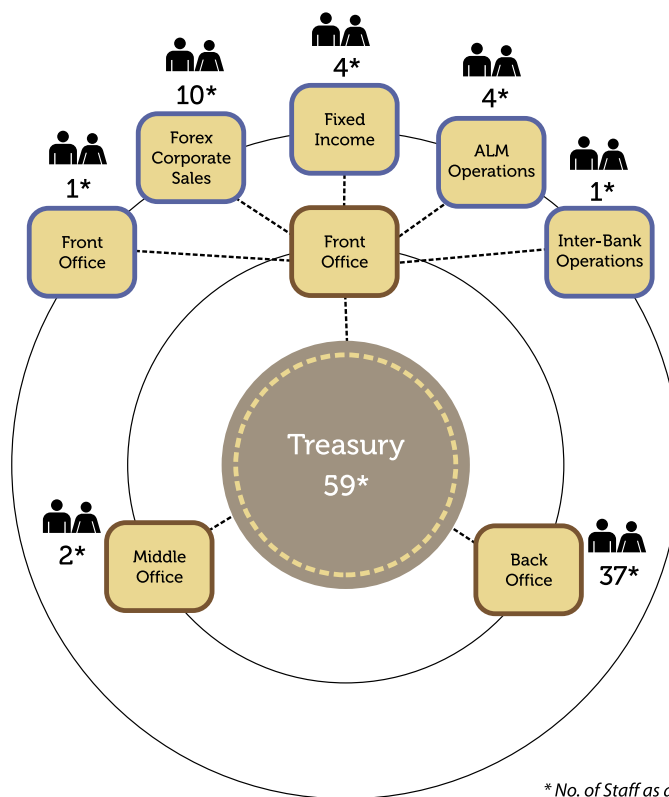 4*
10*
4*
Fixed
Income
Forex
Corporate
Sales
ALM
Operations
1*
1*
Front
Office
Front
Office
Inter-Bank
Operations
Treasury
59*
2*
Middle
Office
Back
Office
37*
* No. of Staff as